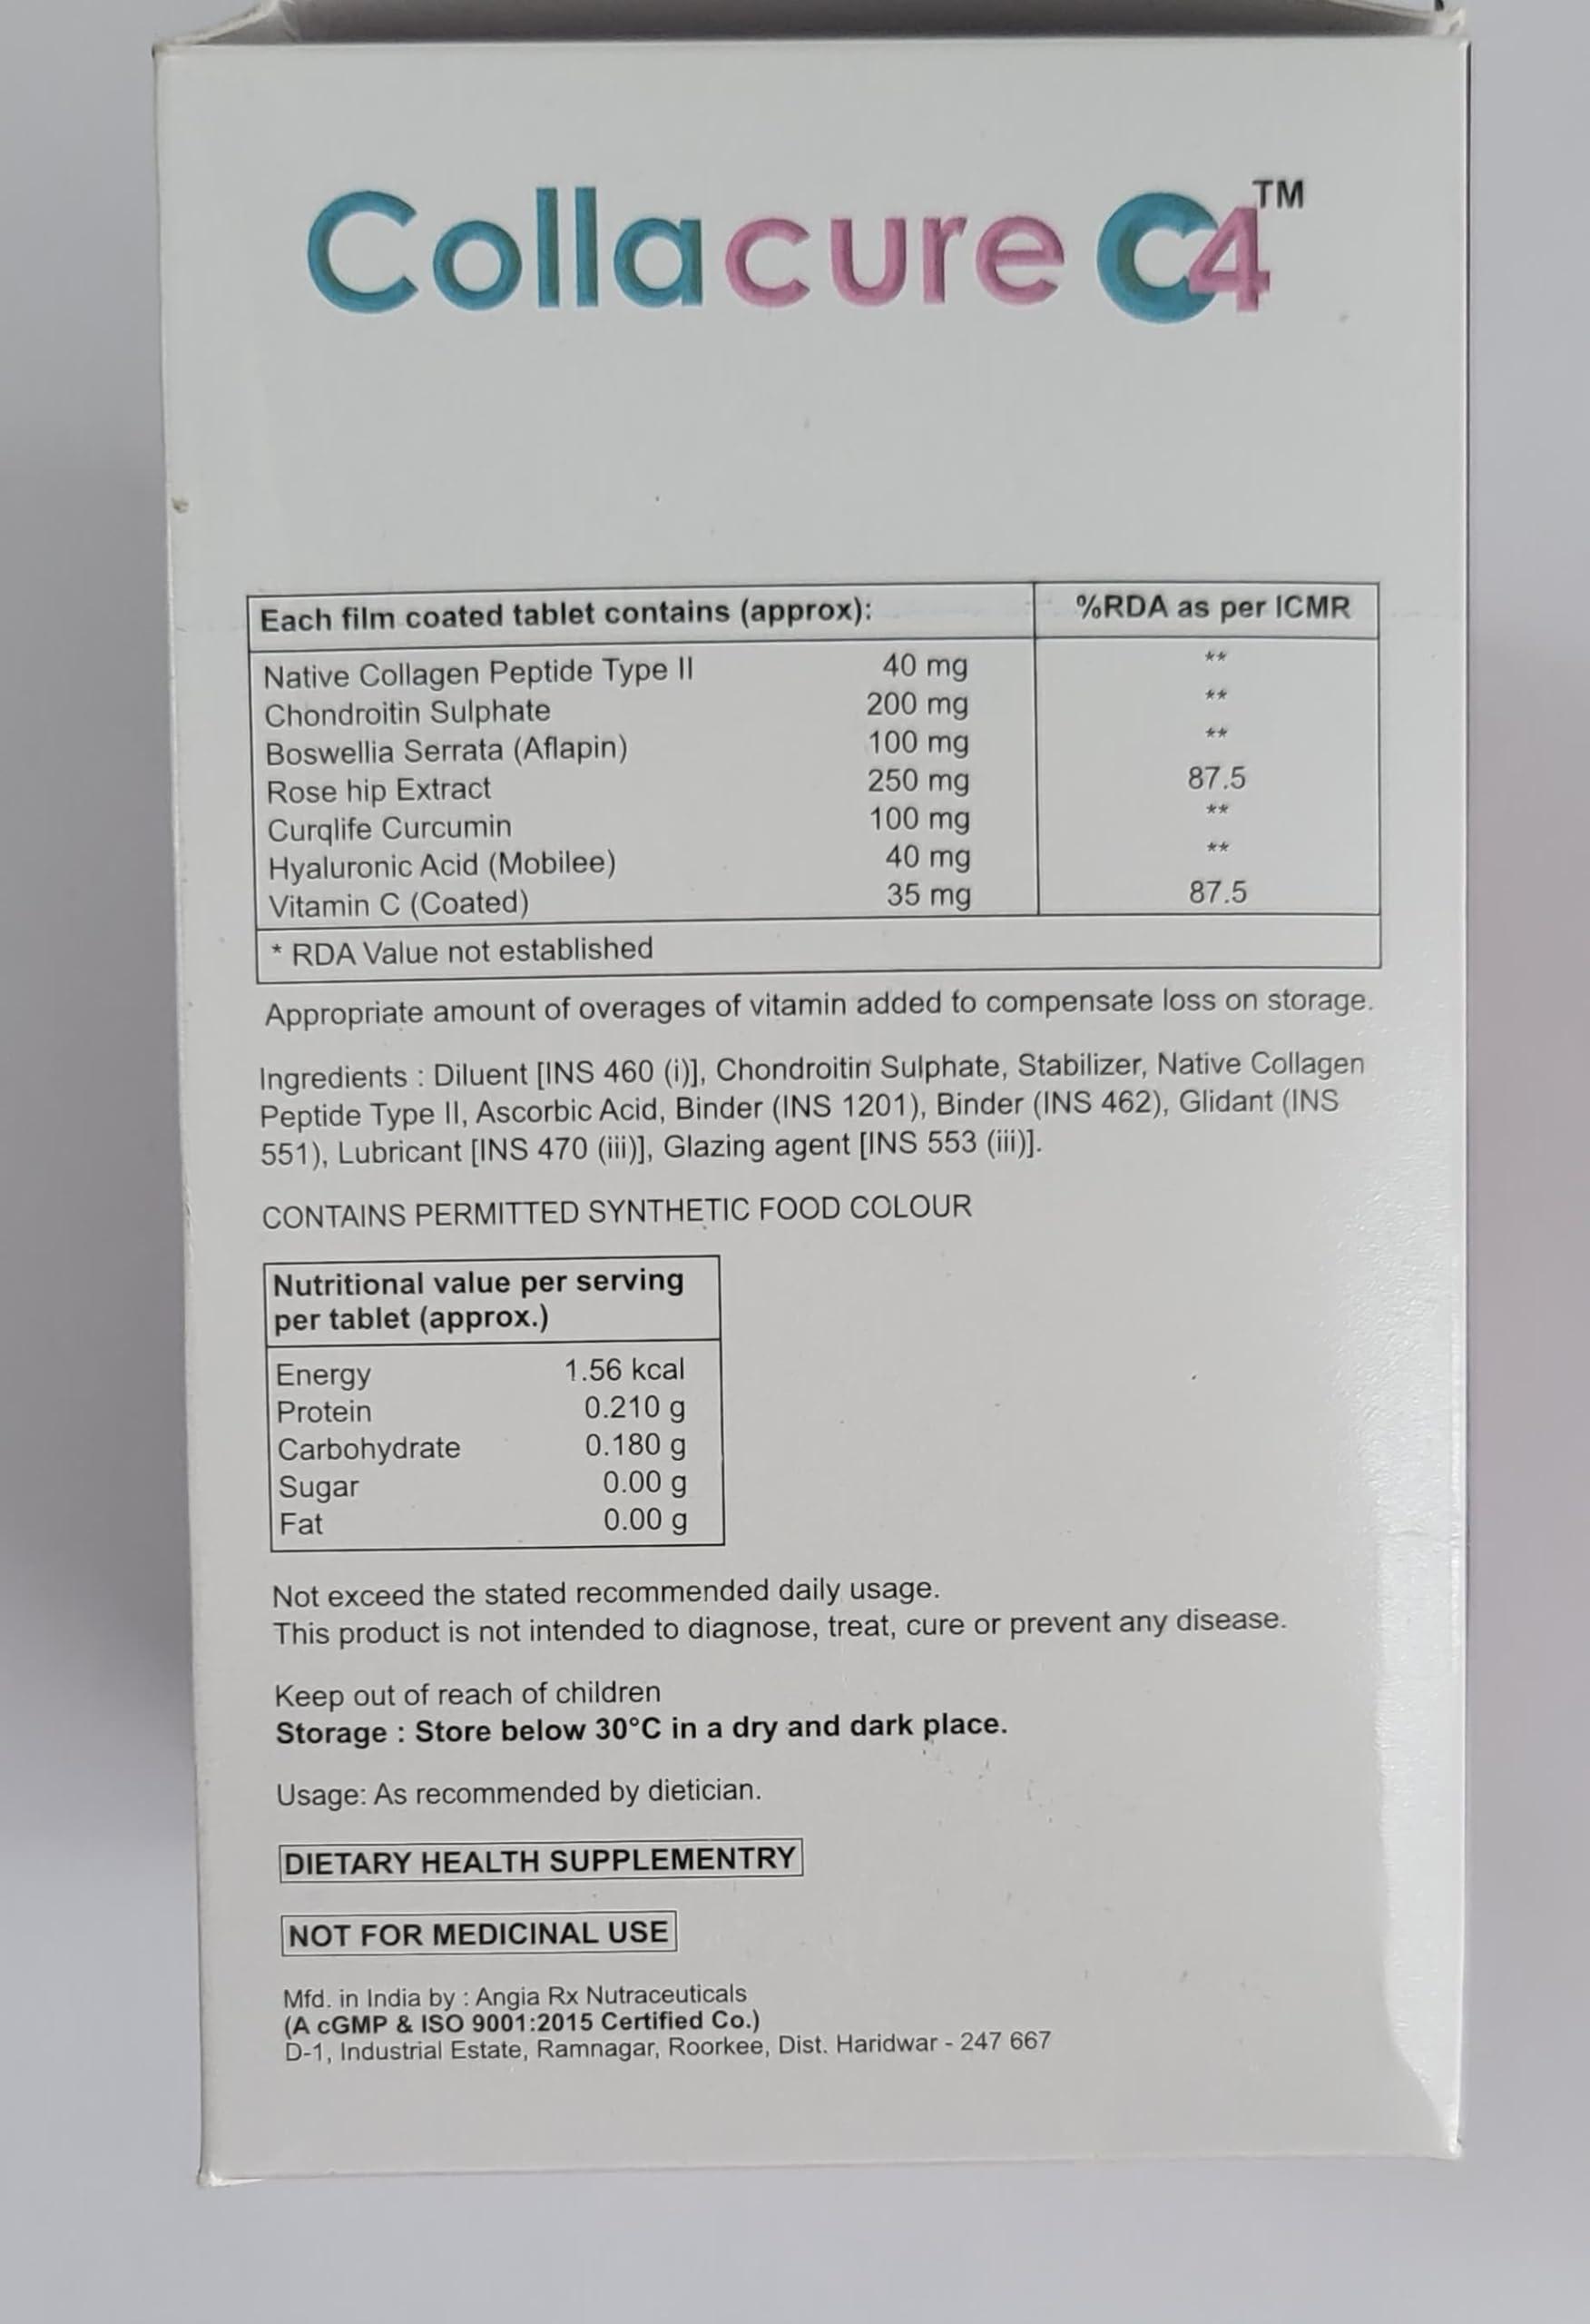 Collacure C4™
Each film coated tablet contains (approx): %RDA as per ICMR
Native Collagen Peptide Type II 40 mg **
Chondroitin Sulphate 200 mg **
Boswellia Serrata (Aflapin) 100 mg **
Rose hip Extract 250 mg 87.5
Curqlife Curcumin 100 mg **
Hyaluronic Acid (Mobilee) 40 mg **
Vitamin C (Coated) 35 mg 87.5
* RDA Value not established
Appropriate amount of overages of vitamin added to compensate loss on storage.
Ingredients : Diluent [INS 460 (i)], Chondroitin Sulphate, Stabilizer, Native Collagen
Peptide Type II, Ascorbic Acid, Binder (INS 1201), Binder (INS 462), Glidant (INS
551), Lubricant [INS 470 (iii)], Glazing agent [INS 553 (iii)].
CONTAINS PERMITTED SYNTHETIC FOOD COLOUR
Nutritional value per serving
per tablet (approx.)
Energy 1.56 kcal
Protein 0.210 g
Carbohydrate 0.180 g
Sugar 0.00 g
Fat 0.00 g
Not exceed the stated recommended daily usage.
This product is not intended to diagnose, treat, cure or prevent any disease.
Keep out of reach of children
Storage : Store below 30°C in a dry and dark place.
Usage: As recommended by dietician.
DIETARY HEALTH SUPPLEMENTRY
NOT FOR MEDICINAL USE
Mfd. in India by : Angia Rx Nutraceuticals
(A cGMP & ISO 9001:2015 Certified Co.)
D-1, Industrial Estate, Ramnagar, Roorkee, Dist. Haridwar - 247 667